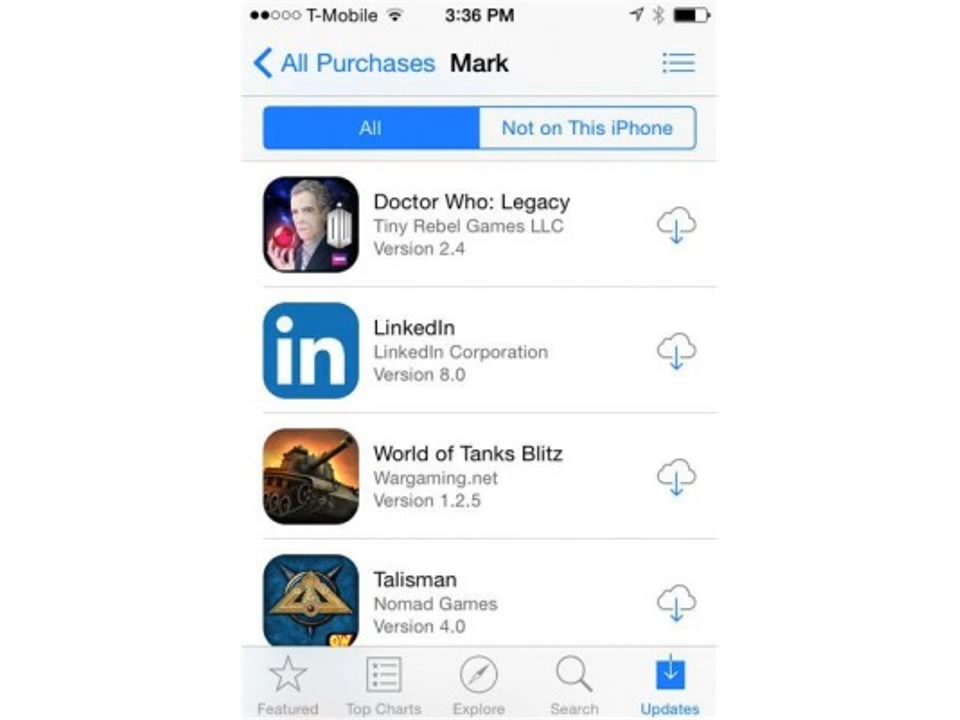 T-Mobile 3:36 PM
All Purchases Mark
All Not on This iPhone
Doctor Who: Legacy
Tiny Rebel Games LLC
Version 2.4
in
LinkedIn
LinkedIn Corporation
Version 8.0
World of Tanks Blitz
Wargaming.net
Version 1.2.5
Talisman
Nomad Games
Version 4.0
GW
Featured Top Charts Explore Search Updates